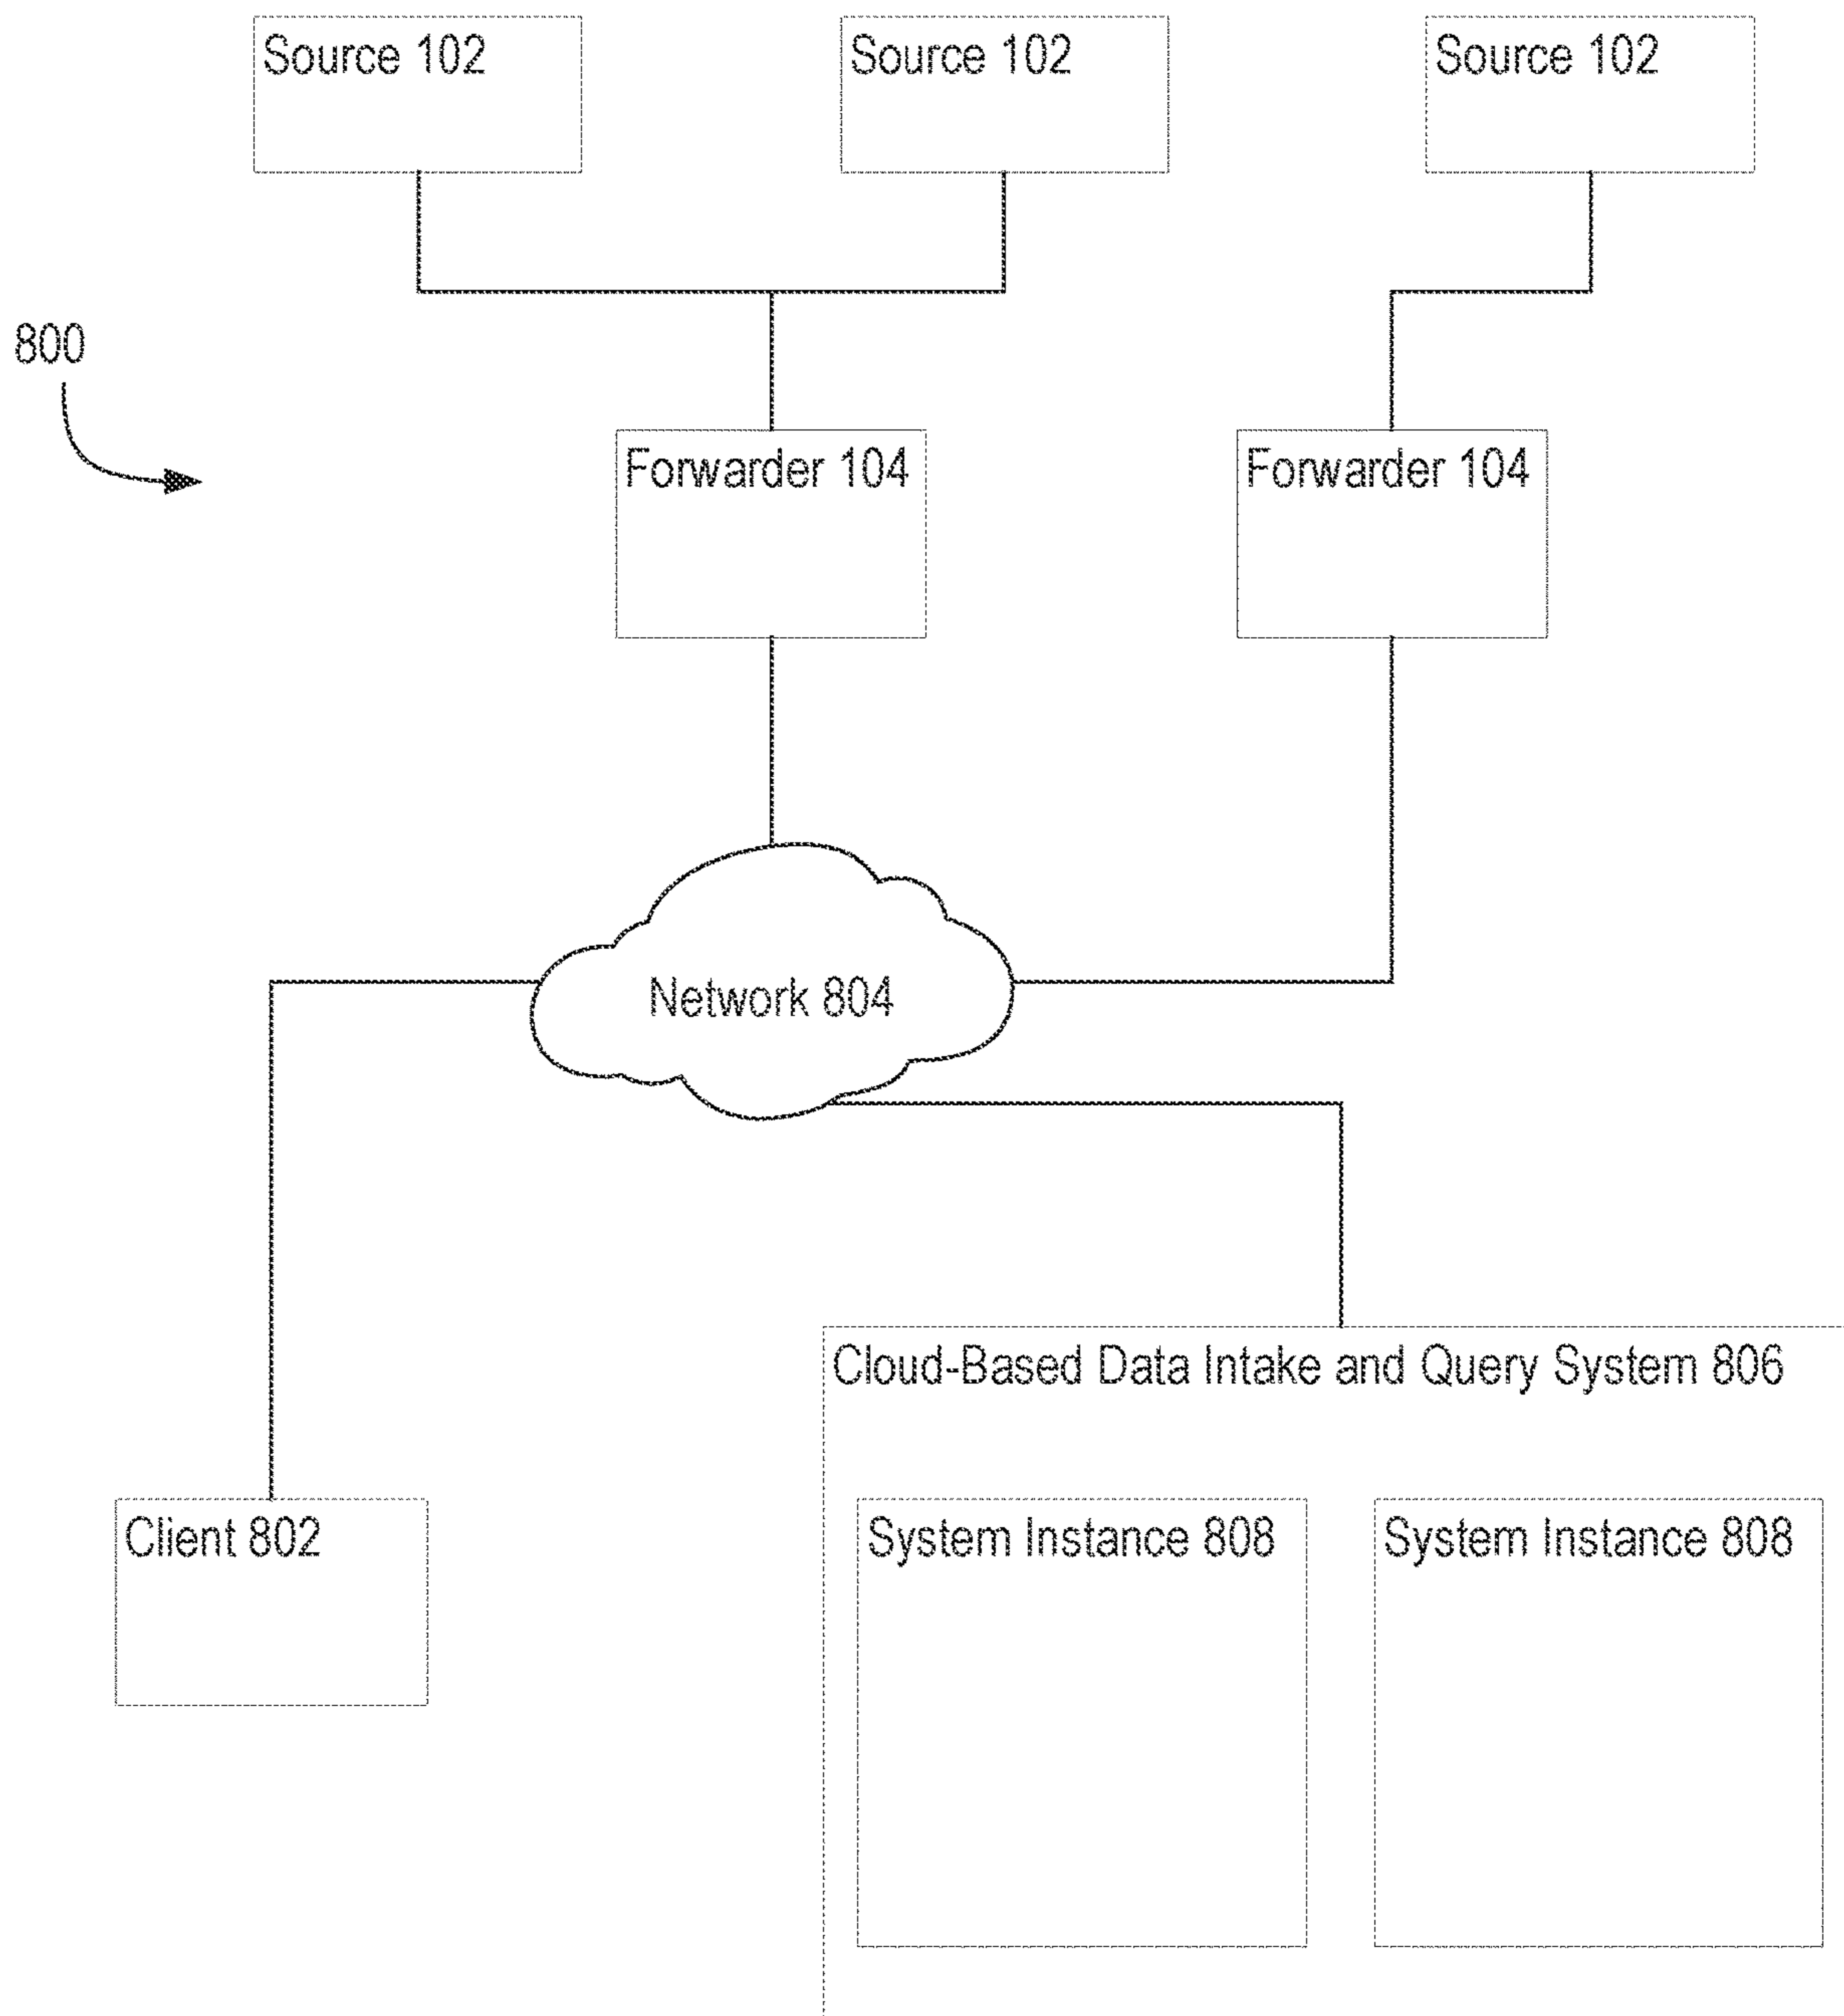 Source 102
Source 102
Source 102
800
Forwarder 104
Forwarder 104
Network 804
Cloud-Based Data Intake and Query System 806
Client 802
System Instance 808
System Instance 808